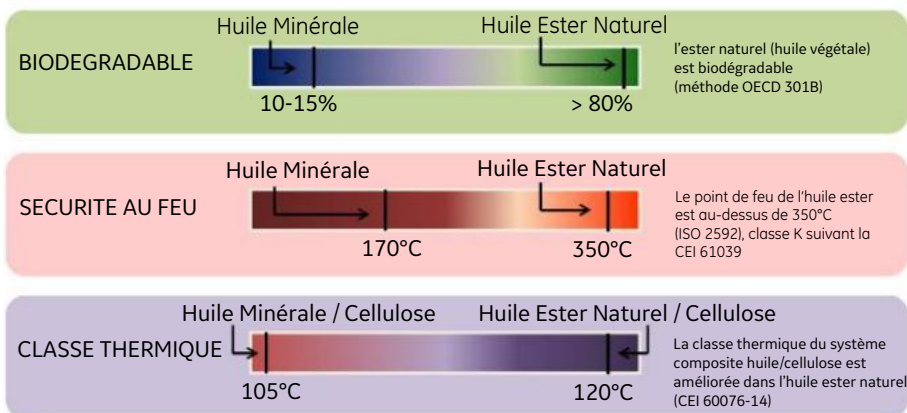 Huile Minérale
Huile Ester Naturel
BIODEGRADABLE
10-15%
> 80%
l'ester naturel (huile végétale)
est biodégradable
(méthode OECD 301B)
Huile Minérale
Huile Ester Naturel
SECURITE AU FEU
170°C
350°C
Le point de feu de l'huile ester
est au-dessus de 350°C
(ISO 2592), classe K suivant la
CEI 61039
Huile Minérale / Cellulose
Huile Ester Naturel / Cellulose
CLASSE THERMIQUE
105°C
120°C
La classe thermique du système
composite huile/cellulose est
améliorée dans l'huile ester naturel
(CEI 60076-14)